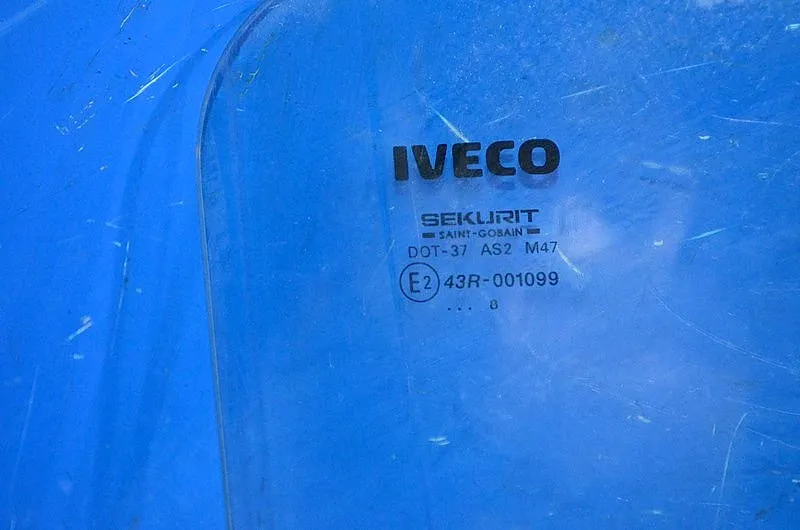 IVECO
SEKURIT
SAINT-GOBAIN
DOT-37 AS2 M47
E2 43R-001099
... 8